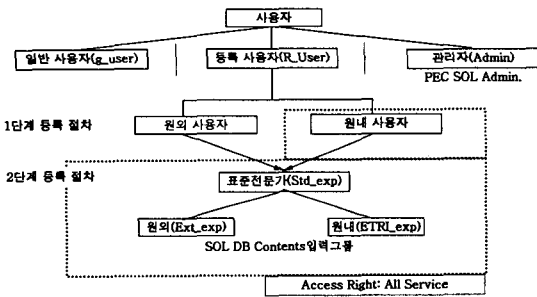 사용자
일반 사용자(g_user)
등록 사용자(R_User)
관리자(Admin)
PEC SOL Admin.
1단계 등록 절차
원외 사용자
원내 사용자
2단계 등록 절차
표준전문가(Std_exp)
원외(Ext_exp)
원내(ETRI_exp)
SOL DB Contents입력그룹
Access Right: All Service